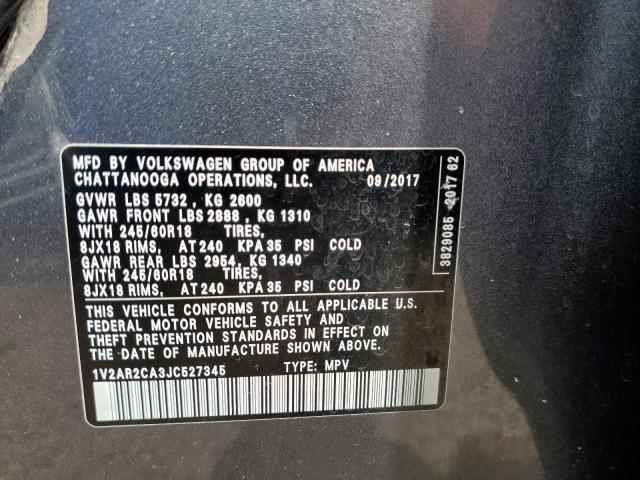 MFD BY VOLKSWAGEN GROUP OF AMERICA
CHATTANOOGA OPERATIONS, LLC. 09/2017
GVWR LBS 5732 , KG 2600
GAWR FRONT LBS 2888 , KG 1310
WITH 245/60R18 TIRES,
8JX18 RIMS, AT 240 KPA 35 PSI COLD
GAWR REAR LBS 2954, KG 1340
WITH 245/60R18 TIRES,
8JX18 RIMS, AT 240 KPA 35 PSI COLD
THIS VEHICLE CONFORMS TO ALL APPLICABLE U.S.
FEDERAL MOTOR VEHICLE SAFETY AND
THEFT PREVENTION STANDARDS IN EFFECT ON
THE DATE OF MANUFACTURE SHOWN ABOVE.
1V2AR2CA3JC527345 TYPE: MPV
3829085 2017 62